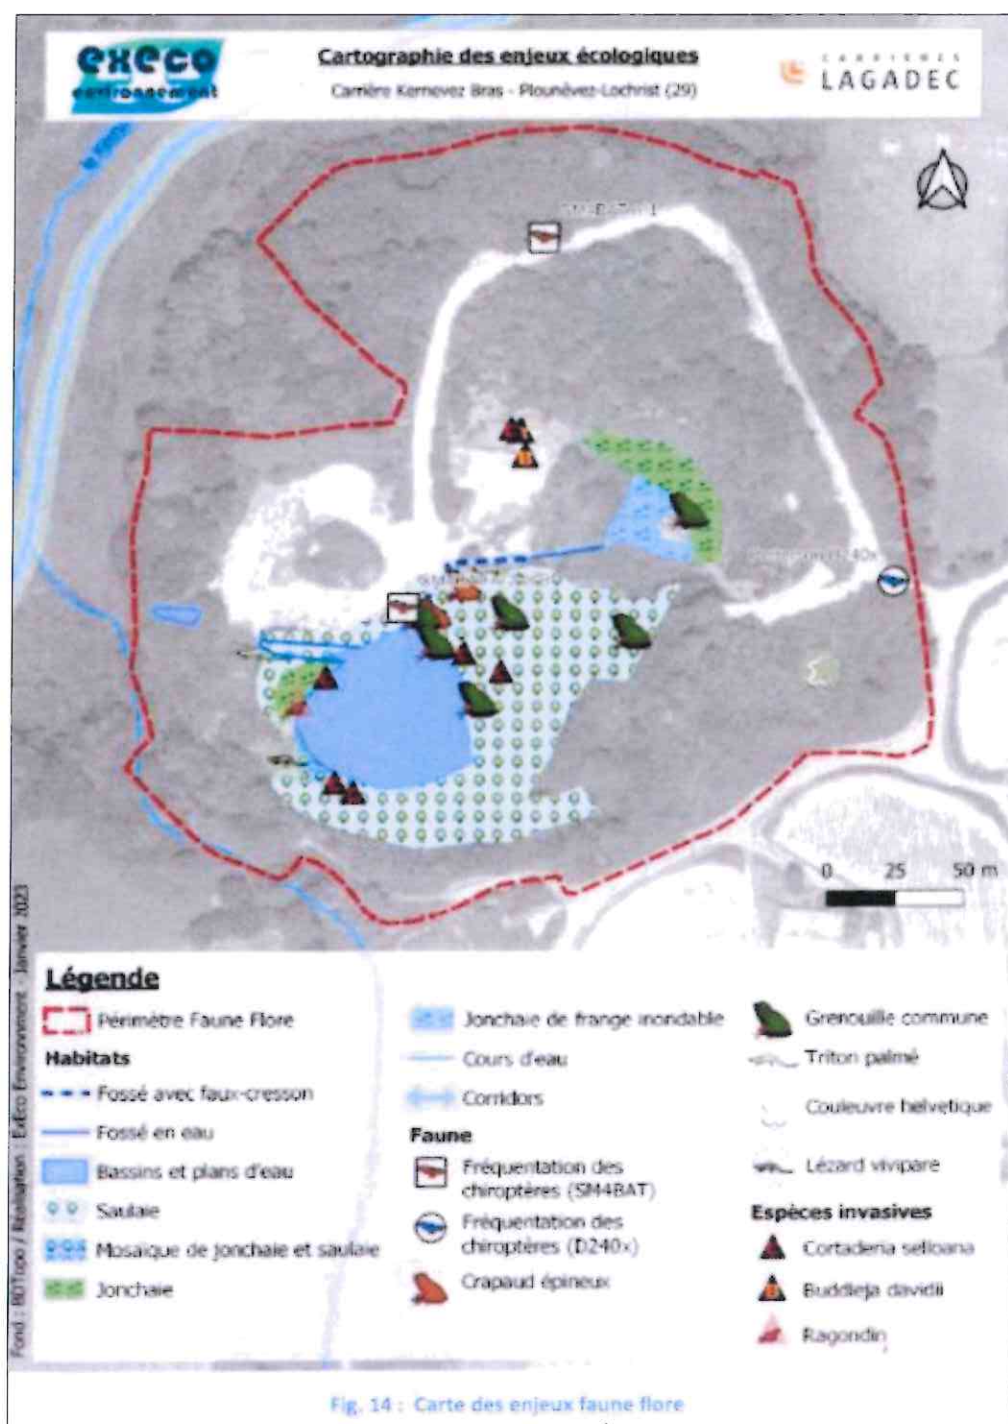 execo
environnement
Cartographie des enjeux écologiques
Carrière Kernevez Bras - Plounévez-Lochrist (29)
CARRIERES
LAGADEC
0 25 50 m
Fond : BDTopo / Réalisation : ExEco Environment - Janvier 2023
Légende
Périmètre Faune Flore
Habitats
Fossé avec faux-cresson
Fossé en eau
Bassins et plans d'eau
Saulaie
Mosaïque de jonchaie et saulaie
Jonchaie
Jonchaie de frange inondable
Cours d'eau
Corridors
Faune
Fréquentation des
chiroptères (SM4BAT)
Fréquentation des
chiroptères (D240x)
Crapaud épineux
Grenouille commune
Triton palmé
Couleuvre helvetique
Lézard vivipare
Espèces invasives
Cortaderia selloana
Buddleja davidii
Ragondin
Fig. 14 : Carte des enjeux faune flore